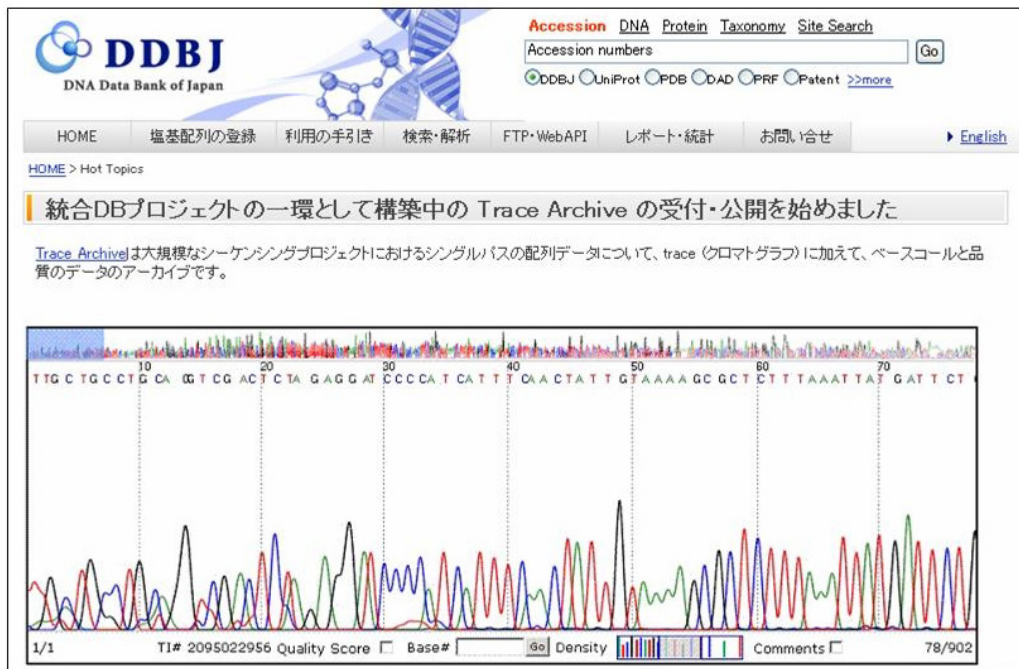 DDBJ
DNA Data Bank of Japan
Accession DNA Protein Taxonomy Site Search
Accession numbers Go
DDBJ UniProt PDB DAD PRF Patent >>more
HOME 塩基配列の登録 利用の手引き 検索・解析 FTP・WebAPI レポート・統計 お問い合せ English
HOME > Hot Topics
統合DBプロジェクトの一環として構築中の Trace Archive の受付・公開を始めました
Trace Archiveは大規模なシーケンシングプロジェクトにおけるシングルパスの配列データについて、trace (クロマトグラフ)に加えて、ベースコールと品
質のデータのアーカイブです。
10 20 30 40 50 60 70
TTGCTGCCTGCA GGTCGACTCTAGAGGATCCCCATCATTTTCAACTATTGTAAAAGCGCTCTTTAAATTATGATTCT
1/1 TI# 2095022956 Quality Score Base# Go Density Comments 78/902